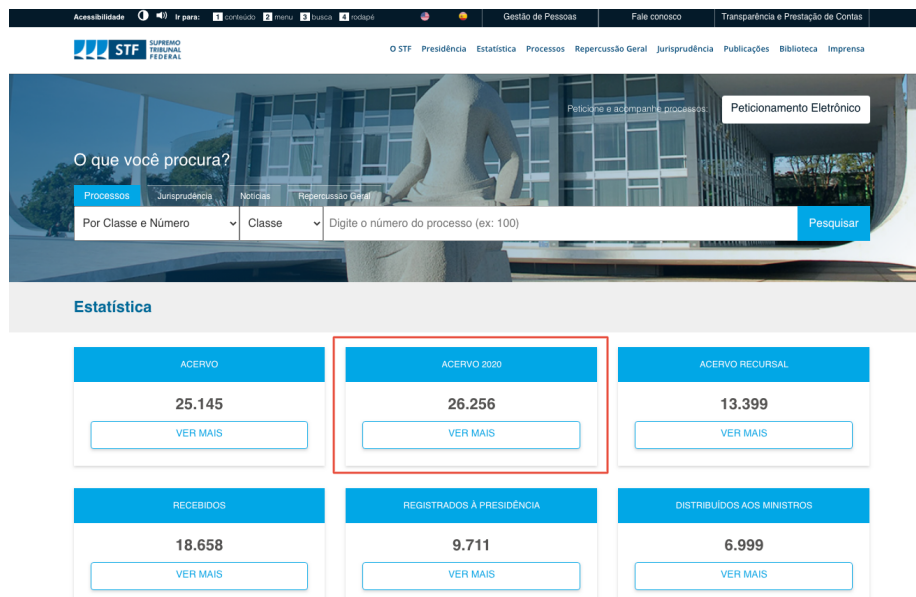 Acessibilidade Ir para: 1 conteúdo 2 menu 3 busca 4 rodapé Gestão de Pessoas Fale conosco Transparência e Prestação de Contas
STF SUPREMO TRIBUNAL FEDERAL
O STF Presidência Estatística Processos Repercussão Geral Jurisprudência Publicações Biblioteca Imprensa
Peticione e acompanhe processos: Peticionamento Eletrônico
O que você procura?
Processos Jurisprudência Notícias Repercussão Geral
Por Classe e Número Classe Digite o número do processo (ex: 100) Pesquisar
Estatística
ACERVO ACERVO 2020 ACERVO RECURSAL
25.145 26.256 13.399
VER MAIS VER MAIS VER MAIS
RECEBIDOS REGISTRADOS À PRESIDÊNCIA DISTRIBUÍDOS AOS MINISTROS
18.658 9.711 6.999
VER MAIS VER MAIS VER MAIS